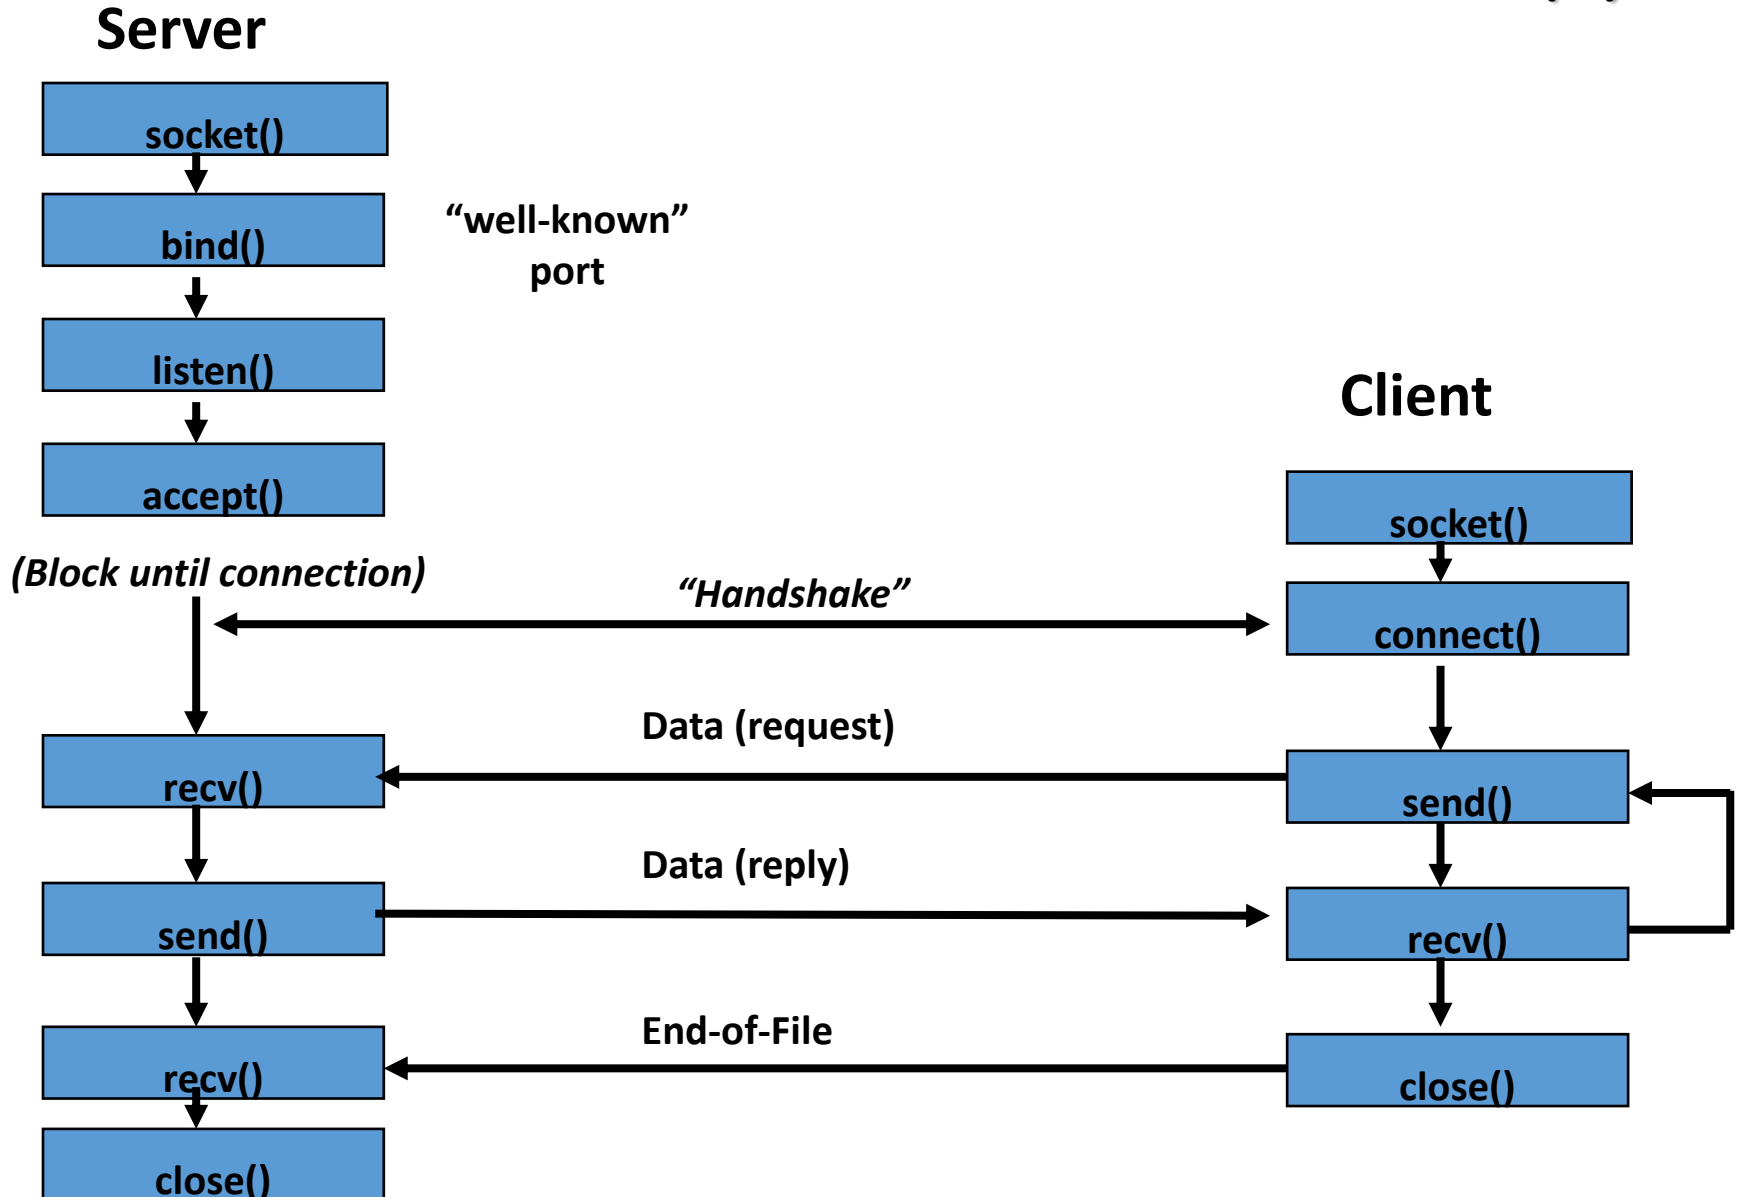 Server
socket()
bind()
“well-known”
port
listen()
accept()
(Block until connection)
Client
socket()
“Handshake”
connect()
Data (request)
recv()
send()
Data (reply)
send()
recv()
End-of-File
recv()
close()
close()